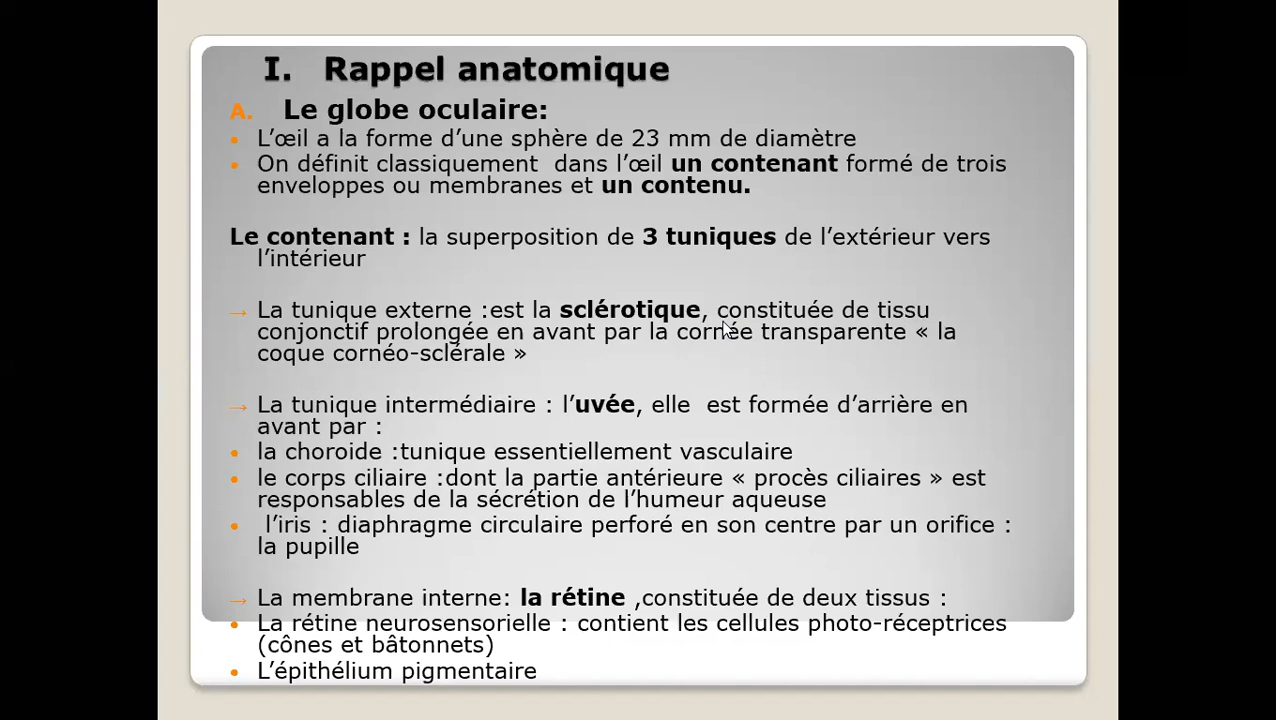 I. Rappel anatomique
A. Le globe oculaire:
• L’œil a la forme d’une sphère de 23 mm de diamètre
• On définit classiquement dans l’œil un contenant formé de trois
enveloppes ou membranes et un contenu.
Le contenant : la superposition de 3 tuniques de l’extérieur vers
l’intérieur
→ La tunique externe :est la sclérotique, constituée de tissu
conjonctif prolongée en avant par la cornée transparente « la
coque cornéo-sclérale »
→ La tunique intermédiaire : l’uvée, elle est formée d’arrière en
avant par :
• la choroide :tunique essentiellement vasculaire
• le corps ciliaire :dont la partie antérieure « procès ciliaires » est
responsables de la sécrétion de l’humeur aqueuse
• l’iris : diaphragme circulaire perforé en son centre par un orifice :
la pupille
→ La membrane interne: la rétine ,constituée de deux tissus :
• La rétine neurosensorielle : contient les cellules photo-réceptrices
(cônes et bâtonnets)
• L’épithélium pigmentaire